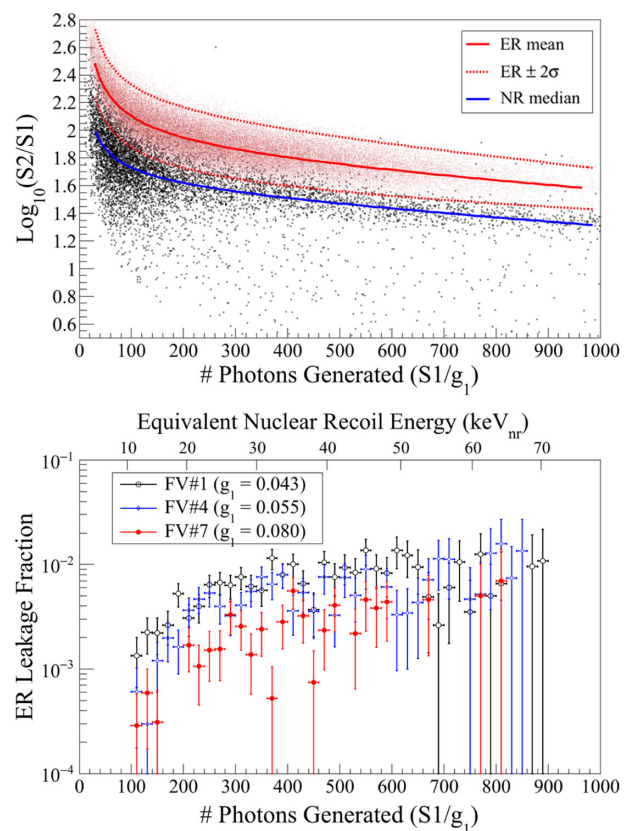 2.8
2.6
2.4
2.2
2
1.8
1.6
1.4
1.2
1
0.8
0.6
Log10(S2/S1)
ER mean
ER ± 2σ
NR median
0 100 200 300 400 500 600 700 800 900 1000
# Photons Generated (S1/g1)
Equivalent Nuclear Recoil Energy (keVnr)
10 20 30 40 50 60 70
10−1
10−2
10−3
10−4
ER Leakage Fraction
FV#1 (g1 = 0.043)
FV#4 (g1 = 0.055)
FV#7 (g1 = 0.080)
0 100 200 300 400 500 600 700 800 900 1000
# Photons Generated (S1/g1)